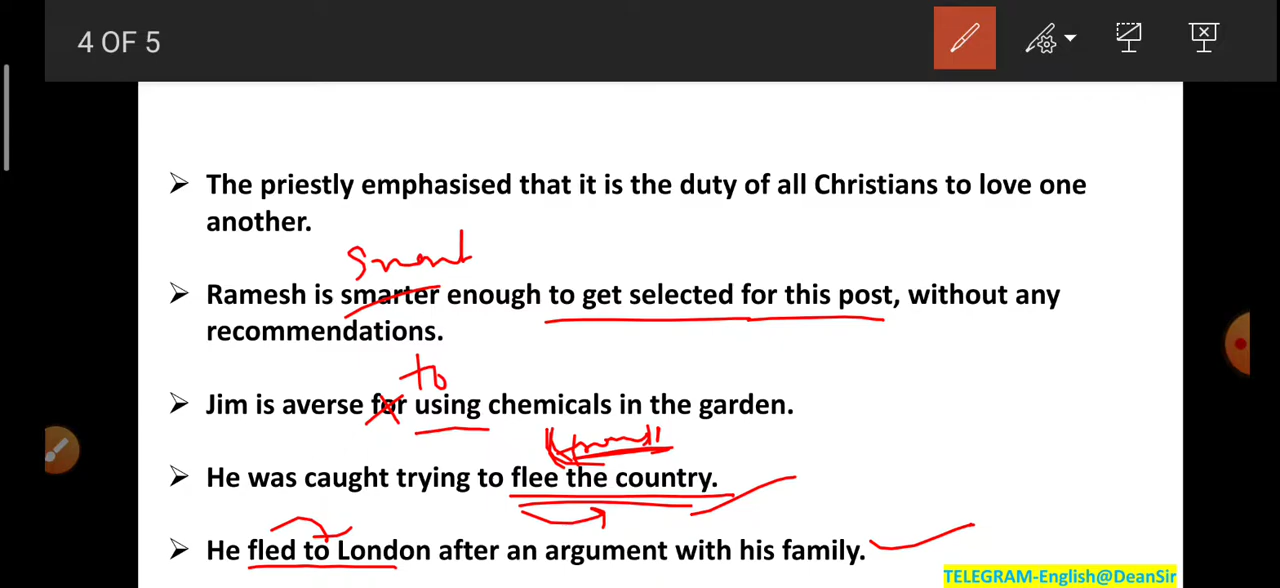 4 OF 5
The priestly emphasised that it is the duty of all Christians to love one
another.
smart
Ramesh is smarter enough to get selected for this post, without any
recommendations.
to
Jim is averse for using chemicals in the garden.
from
He was caught trying to flee the country.
He fled to London after an argument with his family.
TELEGRAM-English@DeanSir